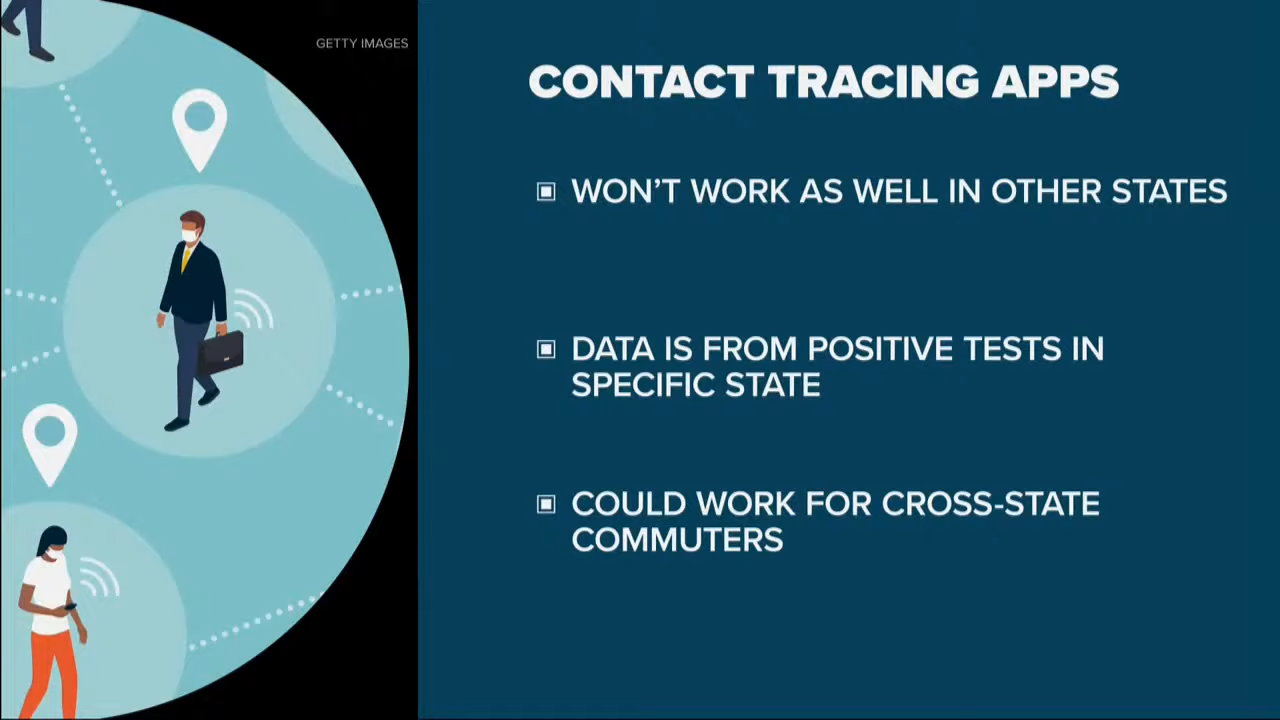 GETTY IMAGES
CONTACT TRACING APPS
WON'T WORK AS WELL IN OTHER STATES
DATA IS FROM POSITIVE TESTS IN
SPECIFIC STATE
COULD WORK FOR CROSS-STATE
COMMUTERS